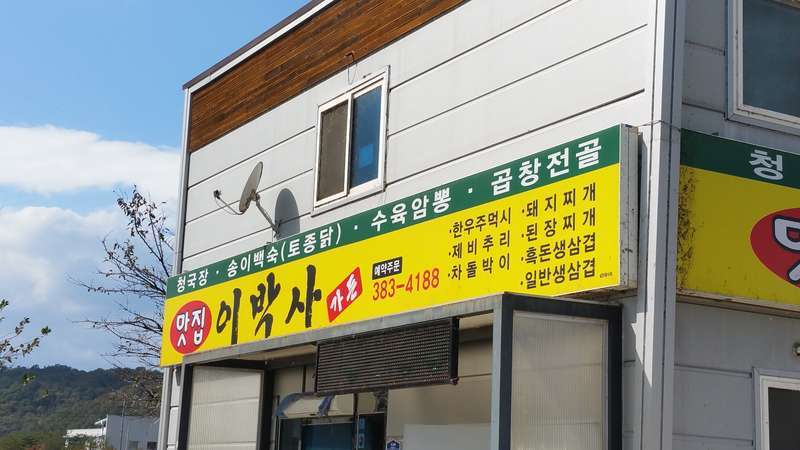 청국장 · 송이백숙(토종닭) · 수육암뽕 · 곱창전골
맛집 이박사 가든
예약주문
383-4188
·한우주먹시 ·돼지찌개
·제비추리 ·된장찌개
·차돌박이 ·흑돈생삼겹
·일반생삼겹
청
맛